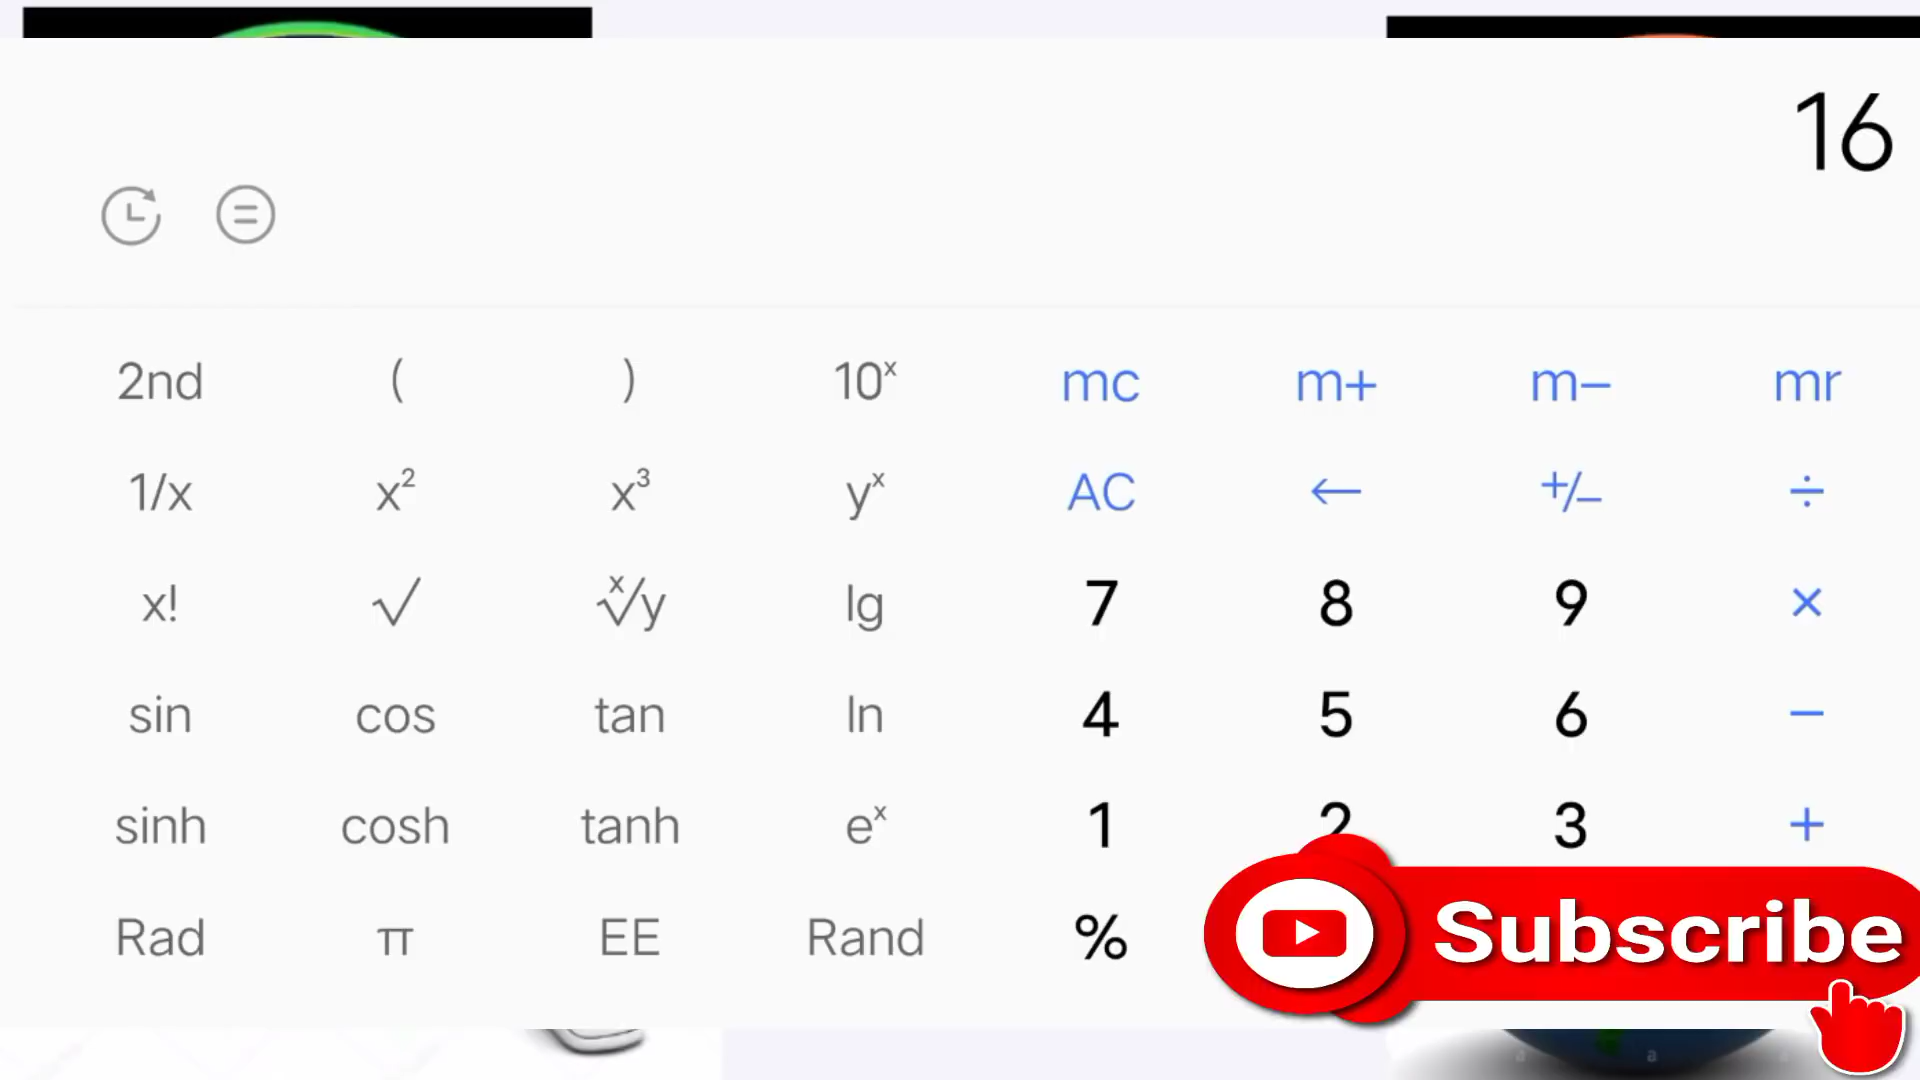 16
2nd ( ) 10ˣ mc m+ m– mr
1/x x² x³ yˣ AC ← +/– ÷
x! √ ˣ√y lg 7 8 9 ×
sin cos tan ln 4 5 6 –
sinh cosh tanh eˣ 1 2 3 +
Rad π EE Rand %
Subscribe
a a a